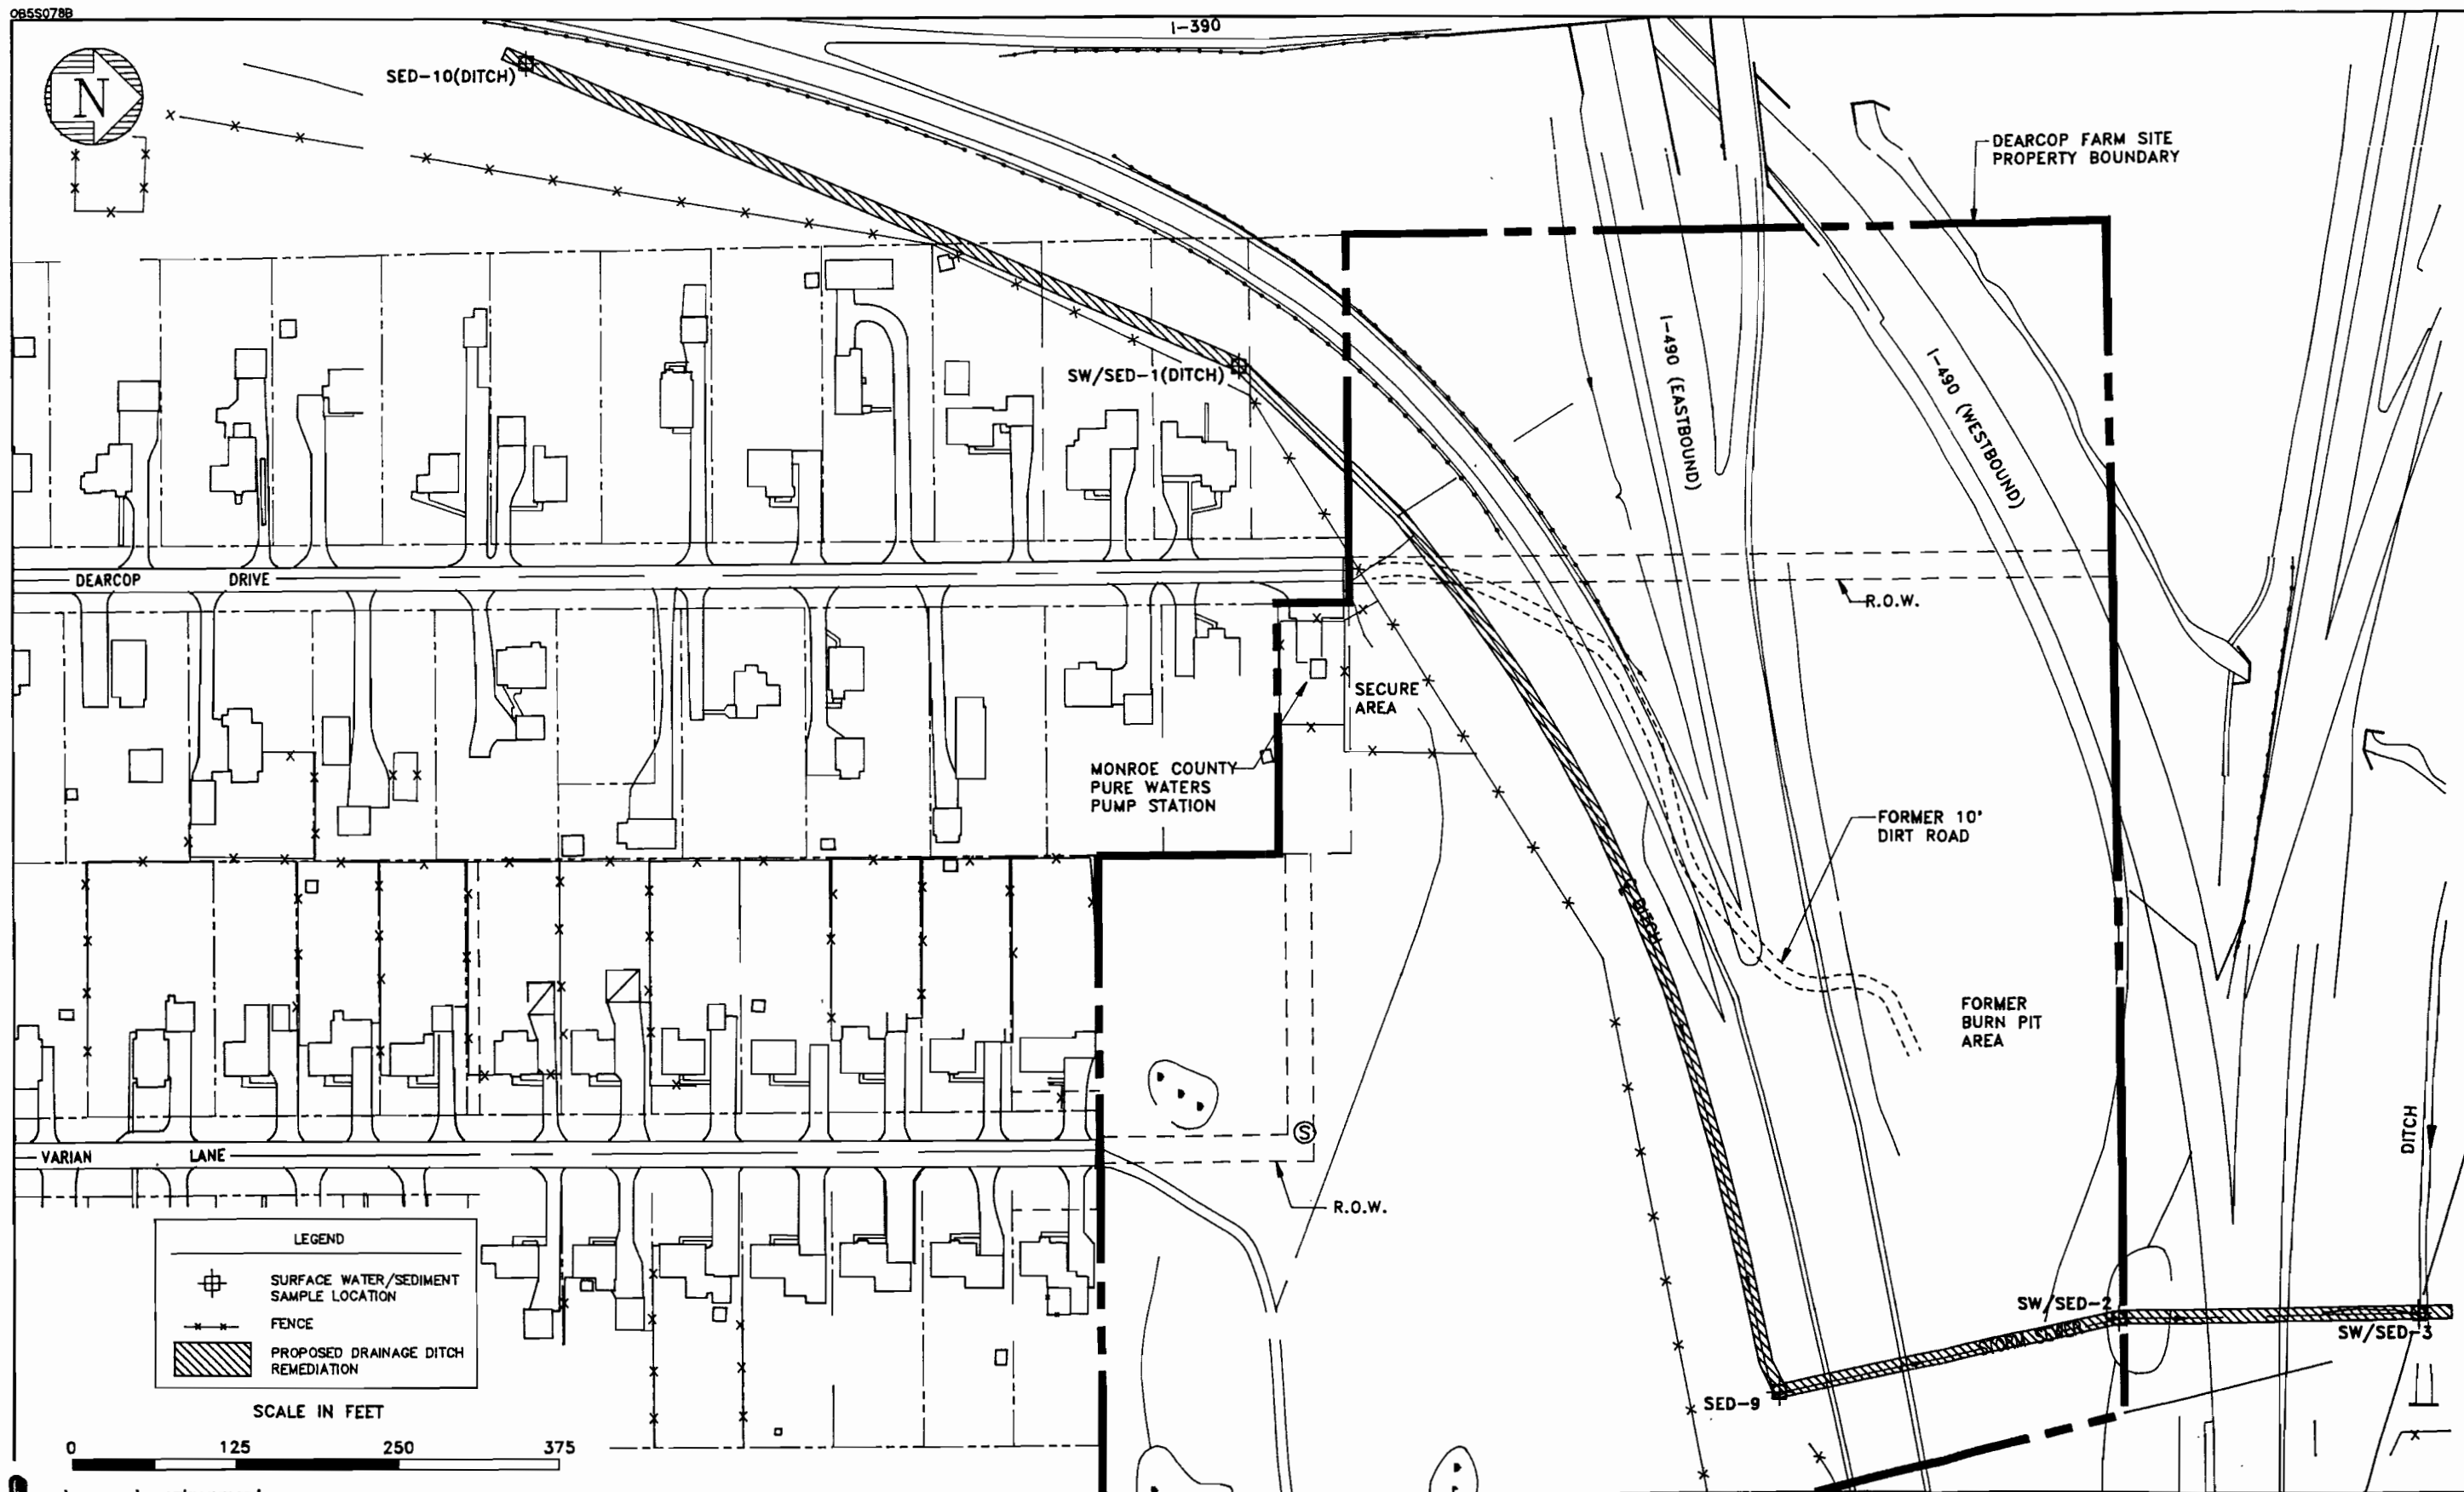 OB5S078B
I-390
N
SED-10(DITCH)
DEARCOP FARM SITE
PROPERTY BOUNDARY
I-490 (EASTBOUND)
I-490 (WESTBOUND)
SW/SED-1(DITCH)
DEARCOP DRIVE
R.O.W.
SECURE
AREA
MONROE COUNTY
PURE WATERS
PUMP STATION
FORMER 10'
DIRT ROAD
DITCH
FORMER
BURN PIT
AREA
S
DITCH
VARIAN LANE
R.O.W.
LEGEND
SURFACE WATER/SEDIMENT
SAMPLE LOCATION
FENCE
PROPOSED DRAINAGE DITCH
REMEDIATION
SW/SED-2
STORM SEWER
SW/SED-3
SED-9
SCALE IN FEET
0 125 250 375